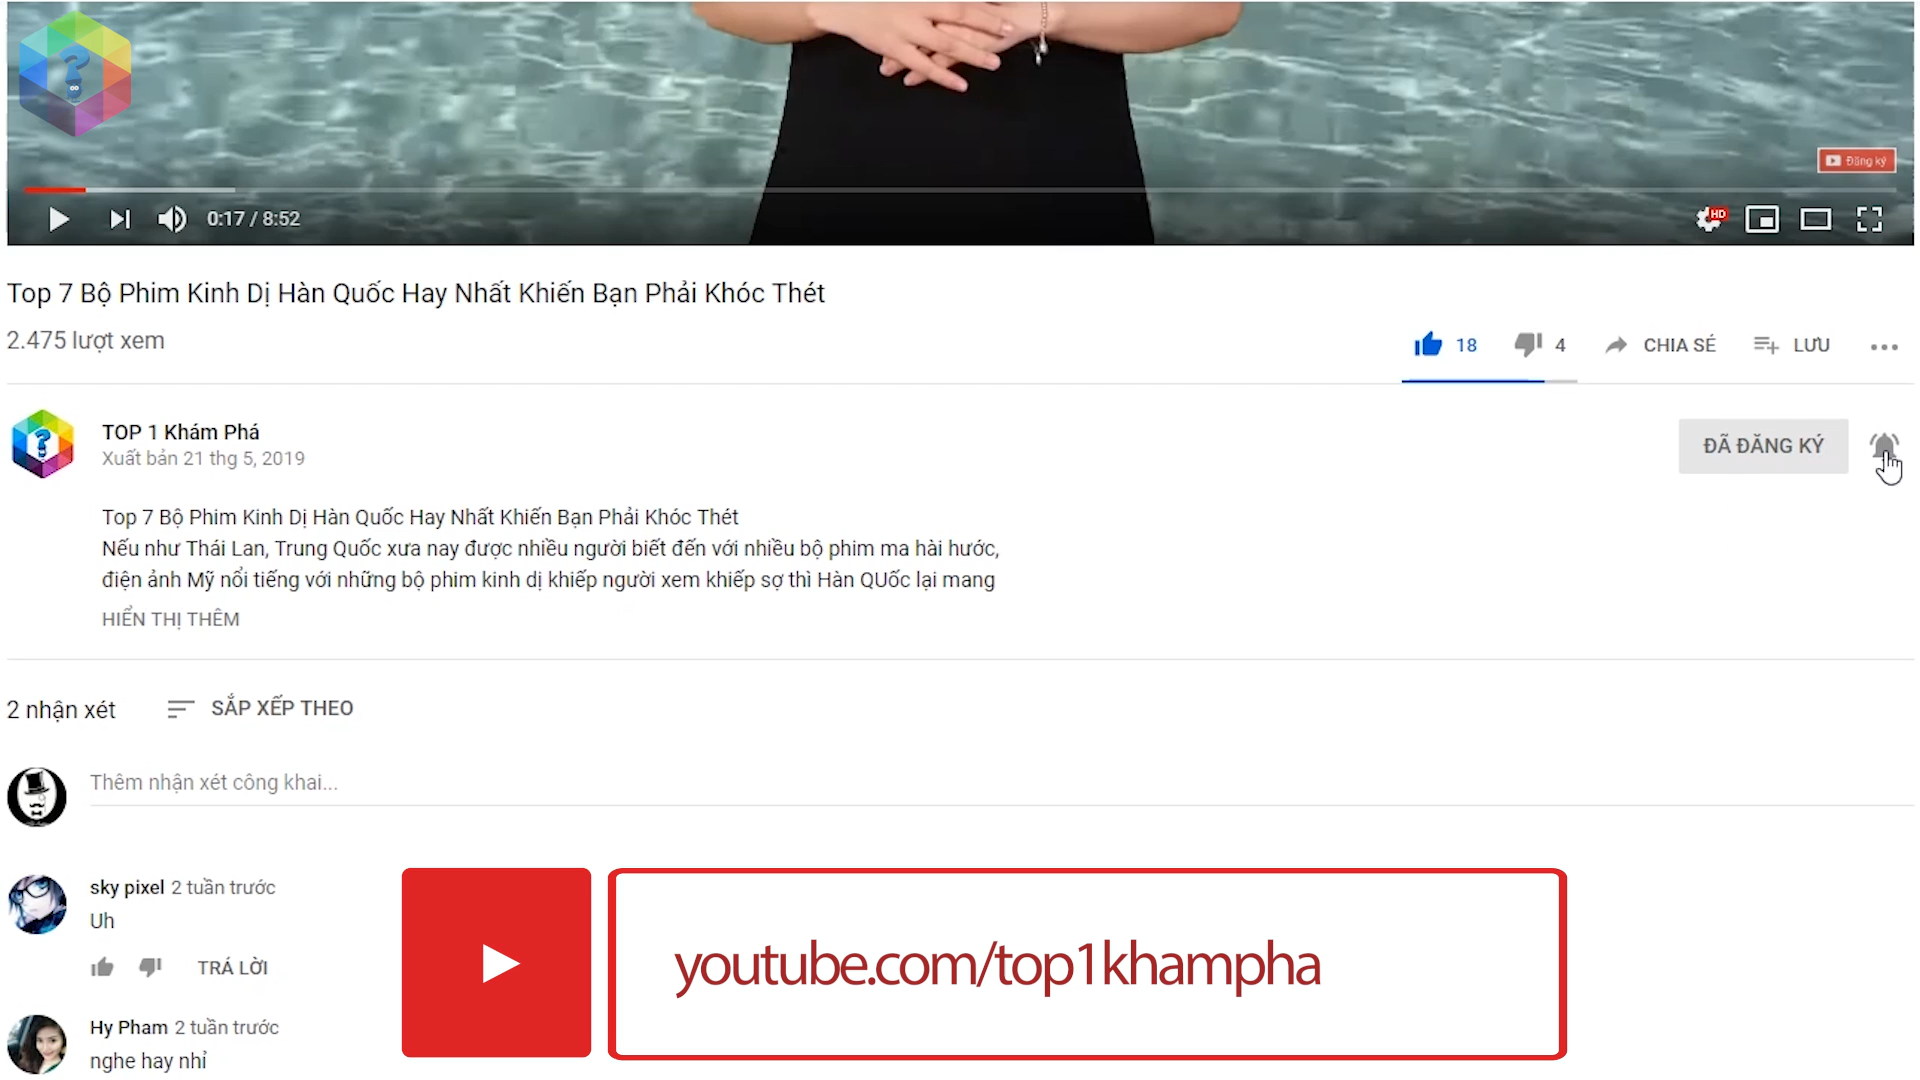 Đăng ký
0:17 / 8:52
HD
Top 7 Bộ Phim Kinh Dị Hàn Quốc Hay Nhất Khiến Bạn Phải Khóc Thét
2.475 lượt xem
18
4
CHIA SẺ
LƯU
TOP 1 Khám Phá
Xuất bản 21 thg 5, 2019
ĐÃ ĐĂNG KÝ
Top 7 Bộ Phim Kinh Dị Hàn Quốc Hay Nhất Khiến Bạn Phải Khóc Thét
Nếu như Thái Lan, Trung Quốc xưa nay được nhiều người biết đến với nhiều bộ phim ma hài hước,
điện ảnh Mỹ nổi tiếng với những bộ phim kinh dị khiếp người xem khiếp sợ thì Hàn QUốc lại mang
HIỂN THỊ THÊM
2 nhận xét
SẮP XẾP THEO
Thêm nhận xét công khai...
sky pixel 2 tuần trước
Uh
TRẢ LỜI
Hy Pham 2 tuần trước
nghe hay nhỉ
youtube.com/top1khampha